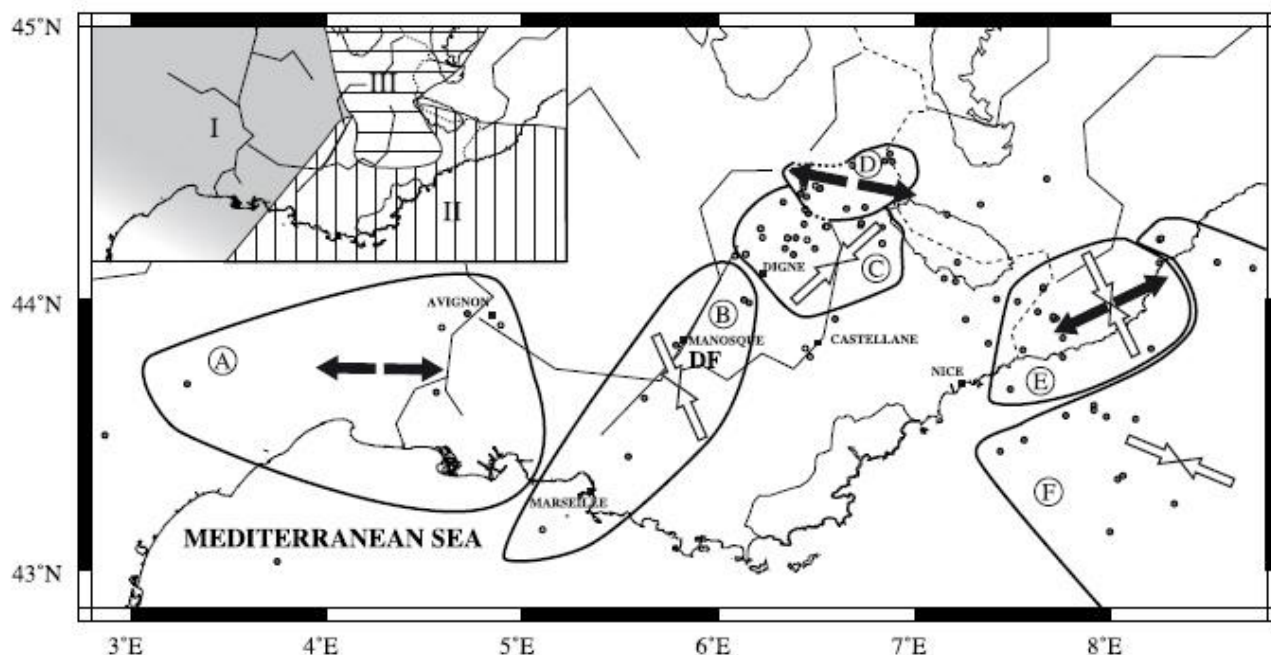 45°N
44°N
43°N
I
II
III
D
C
DIGNE
AVIGNON
A
B
MANOSQUE
DF
CASTELLANE
NICE
E
F
MARSEILLE
MEDITERRANEAN SEA
3°E
4°E
5°E
6°E
7°E
8°E